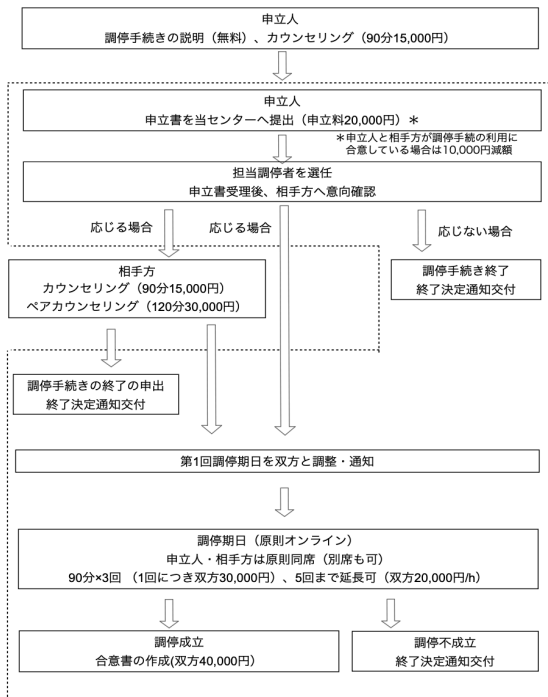 申立人
調停手続きの説明（無料）、カウンセリング（90分15,000円）
申立人
申立書を当センターへ提出（申立料20,000円）＊
＊申立人と相手方が調停手続の利用に
合意している場合は10,000円減額
担当調停者を選任
申立書受理後、相手方へ意向確認
応じる場合
応じる場合
応じない場合
相手方
カウンセリング（90分15,000円）
ペアカウンセリング（120分30,000円）
調停手続き終了
終了決定通知交付
調停手続きの終了の申出
終了決定通知交付
第1回調停期日を双方と調整・通知
調停期日（原則オンライン）
申立人・相手方は原則同席（別席も可）
90分×3回 （1回につき双方30,000円）、5回まで延長可（双方20,000円/h）
調停成立
合意書の作成(双方40,000円）
調停不成立
終了決定通知交付